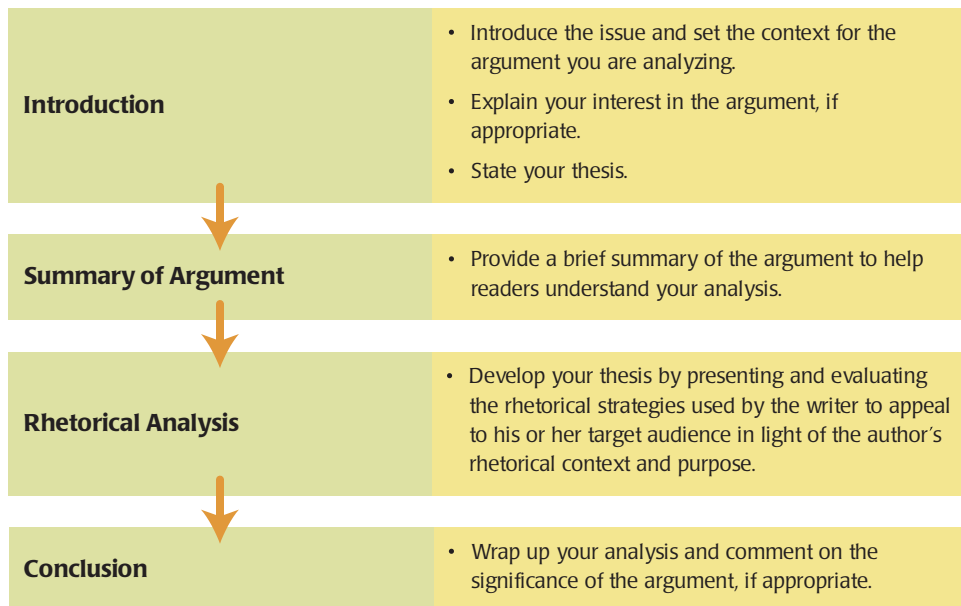 Introduction
• Introduce the issue and set the context for the
argument you are analyzing.
• Explain your interest in the argument, if
appropriate.
• State your thesis.
Summary of Argument
• Provide a brief summary of the argument to help
readers understand your analysis.
Rhetorical Analysis
• Develop your thesis by presenting and evaluating
the rhetorical strategies used by the writer to appeal
to his or her target audience in light of the author’s
rhetorical context and purpose.
Conclusion
• Wrap up your analysis and comment on the
significance of the argument, if appropriate.